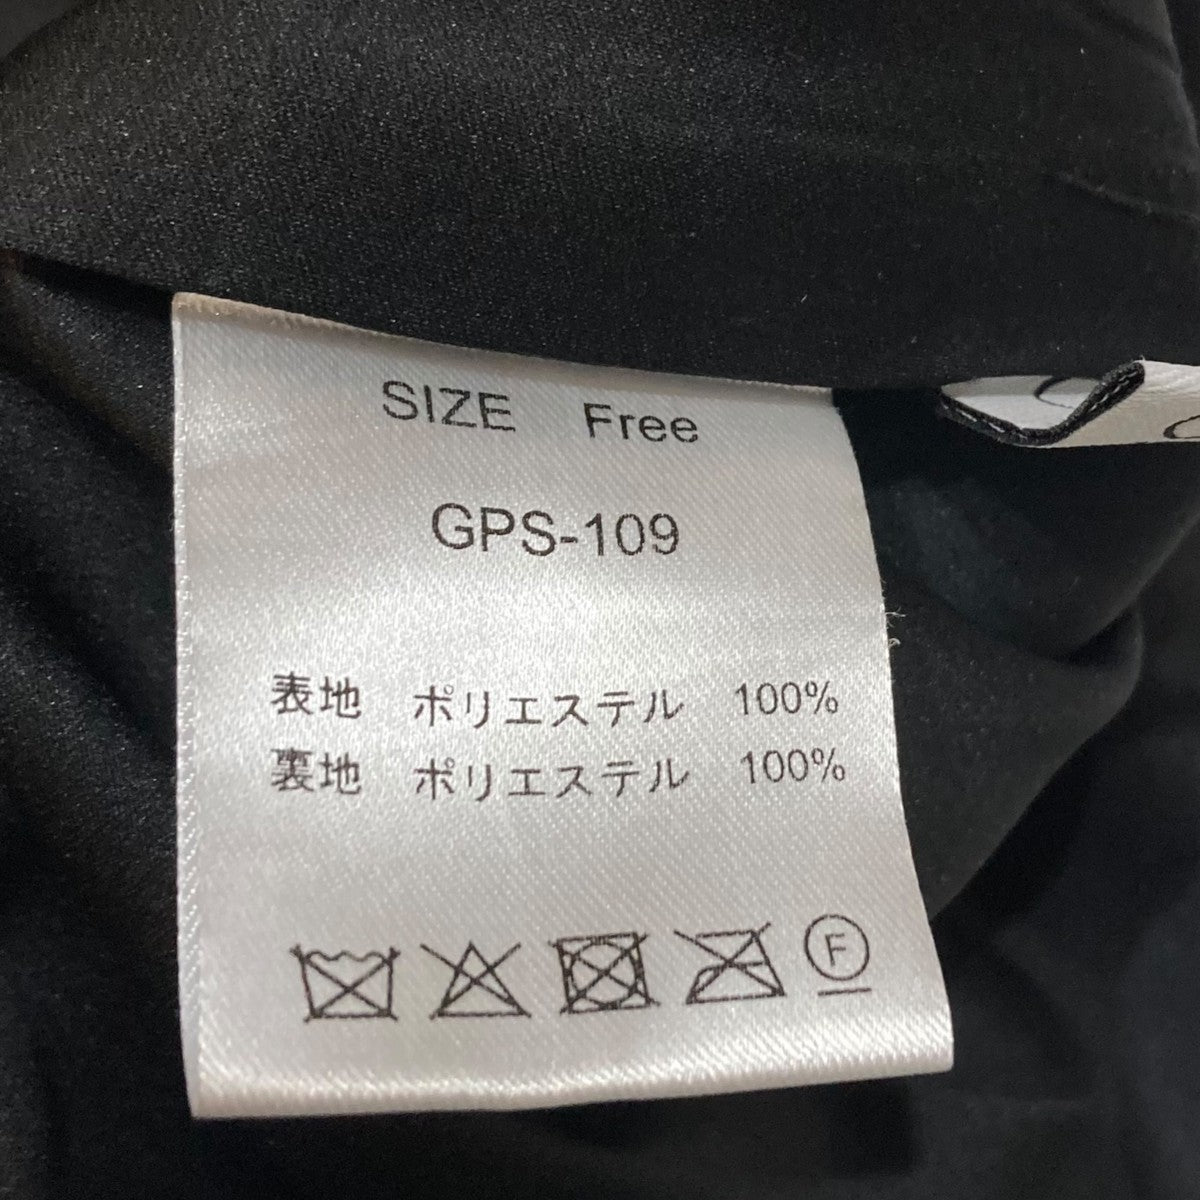 SIZE Free
GPS-109
表地 ポリエステル 100%
裏地 ポリエステル 100%
F